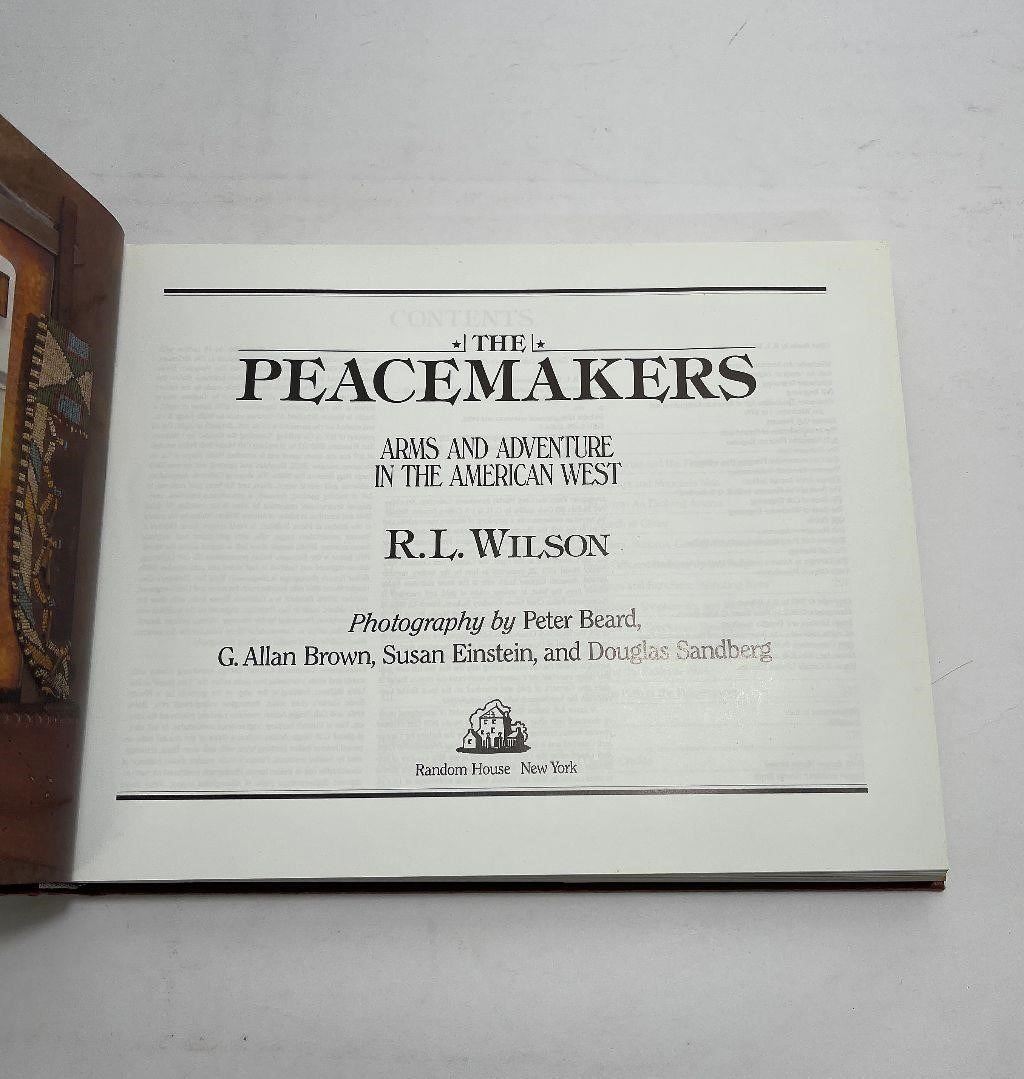 CONTENTS
THE
PEACEMAKERS
ARMS AND ADVENTURE
IN THE AMERICAN WEST
R.L. WILSON
Photography by Peter Beard,
G. Allan Brown, Susan Einstein, and Douglas Sandberg
Random House New York